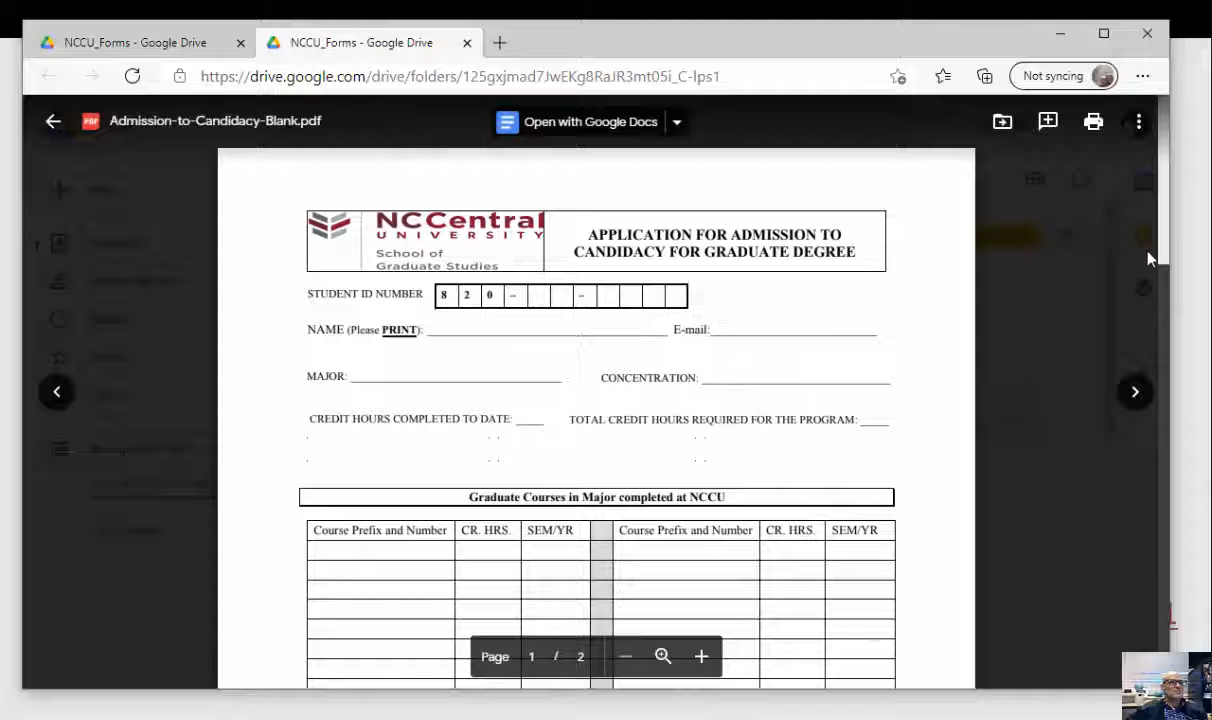 NCCU_Forms - Google Drive
NCCU_Forms - Google Drive
https://drive.google.com/drive/folders/125gxjmad7JwEKg8RaJR3mt05i_C-lps1
Not syncing
PDF
Admission-to-Candidacy-Blank.pdf
Open with Google Docs
NCCentral
UNIVERSITY
School of
Graduate Studies
APPLICATION FOR ADMISSION TO
CANDIDACY FOR GRADUATE DEGREE
STUDENT ID NUMBER 8 2 0 – –
NAME (Please PRINT): E-mail:
MAJOR: CONCENTRATION:
CREDIT HOURS COMPLETED TO DATE: TOTAL CREDIT HOURS REQUIRED FOR THE PROGRAM:
Graduate Courses in Major completed at NCCU
Course Prefix and Number CR. HRS. SEM/YR Course Prefix and Number CR. HRS. SEM/YR
Page 1 / 2